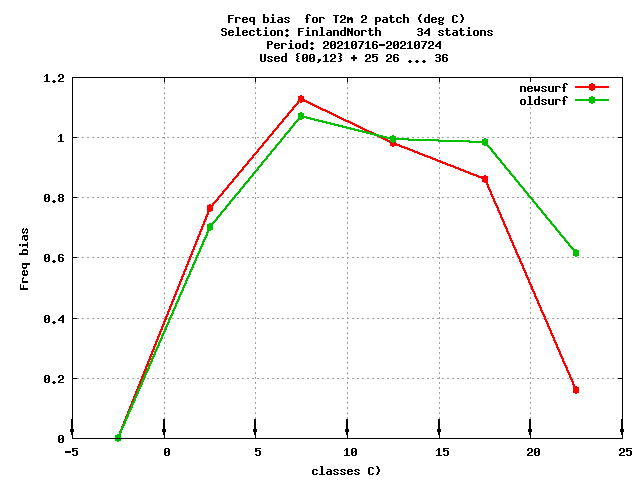 Freq bias  for T2m 2 patch (deg C)
Selection: FinlandNorth     34 stations
Period: 20210716-20210724
Used {00,12} + 25 26 ... 36
newsurf
oldsurf
1.2
1
0.8
0.6
0.4
0.2
0
Freq bias
-5
0
5
10
15
20
25
classes C)